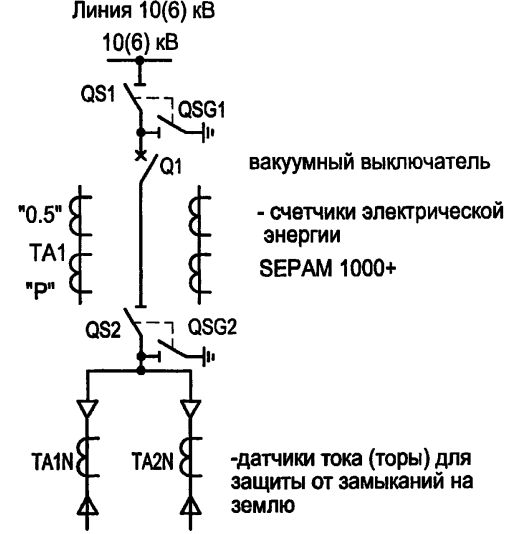 Линия 10(6) кВ
10(6) кВ
QS1
QSG1
Q1
вакуумный выключатель
"0.5"
- счетчики электрической
энергии
TA1
SEPAM 1000+
"P"
QS2
QSG2
TA1N
TA2N
-датчики тока (торы) для
защиты от замыканий на
землю